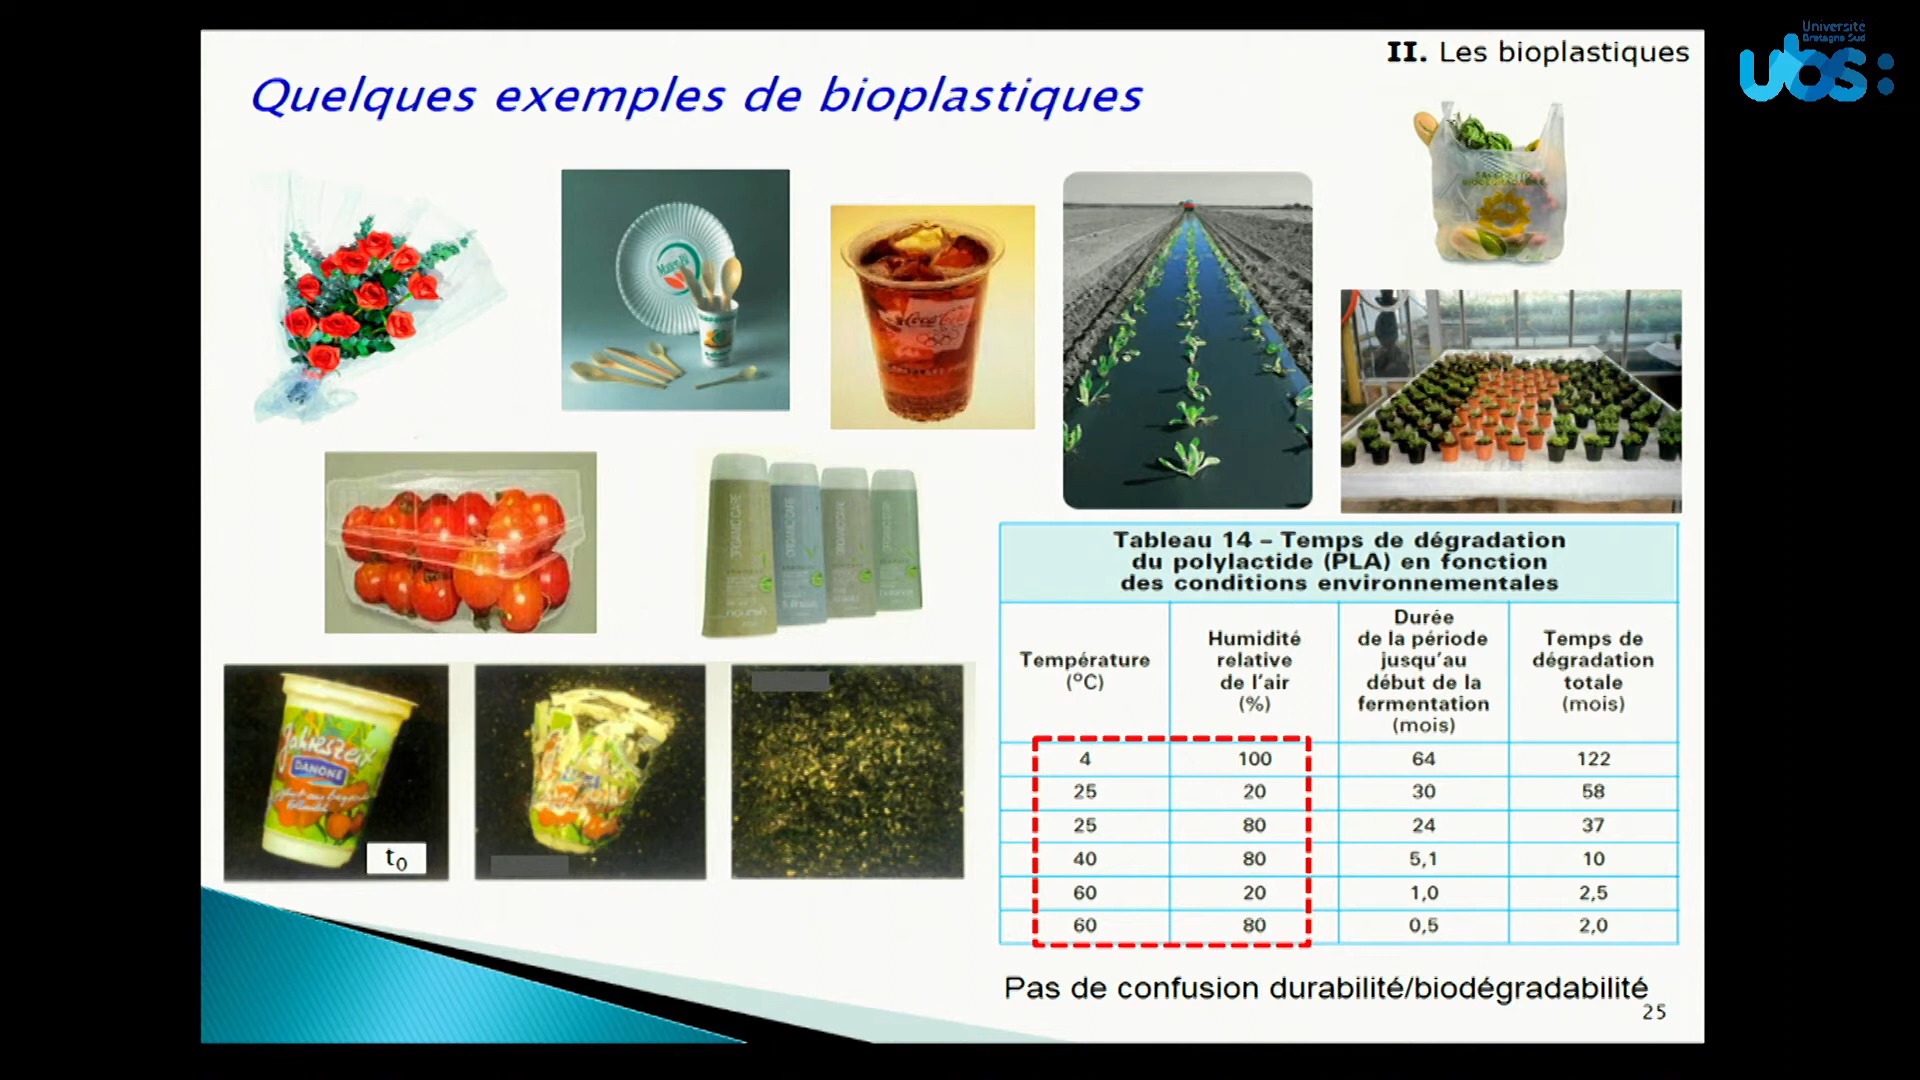 Université
Bretagne Sud
ubs:
II. Les bioplastiques
Quelques exemples de bioplastiques
DANONE
t0
Tableau 14 – Temps de dégradation
du polylactide (PLA) en fonction
des conditions environnementales
Température
(°C)
Humidité
relative
de l'air
(%)
Durée
de la période
jusqu'au
début de la
fermentation
(mois)
Temps de
dégradation
totale
(mois)
4 100 64 122
25 20 30 58
25 80 24 37
40 80 5,1 10
60 20 1,0 2,5
60 80 0,5 2,0
Pas de confusion durabilité/biodégradabilité
25